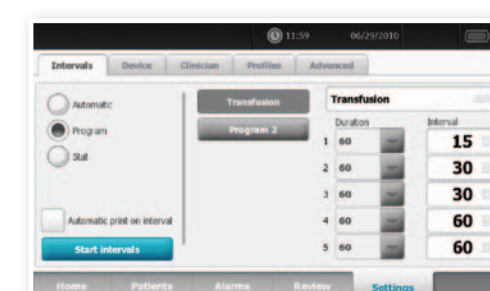 11:59 06/29/2010
Intervals Device Clinician Profiles Advanced
Automatic
Program
Stat
Automatic print on interval
Start intervals
Transfusion
Program 2
Transfusion
Duration Interval
1 60 15
2 60 30
3 60 30
4 60 60
5 60 60
Home Patients Alarms Review Settings